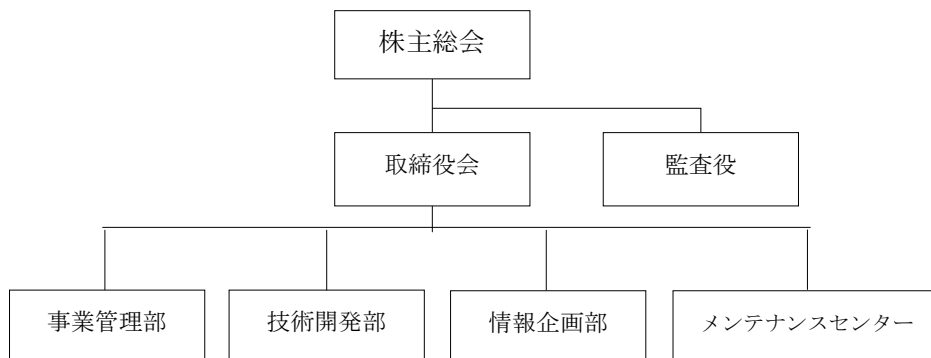 株主総会
取締役会
監査役
事業管理部
技術開発部
情報企画部
メンテナンスセンター